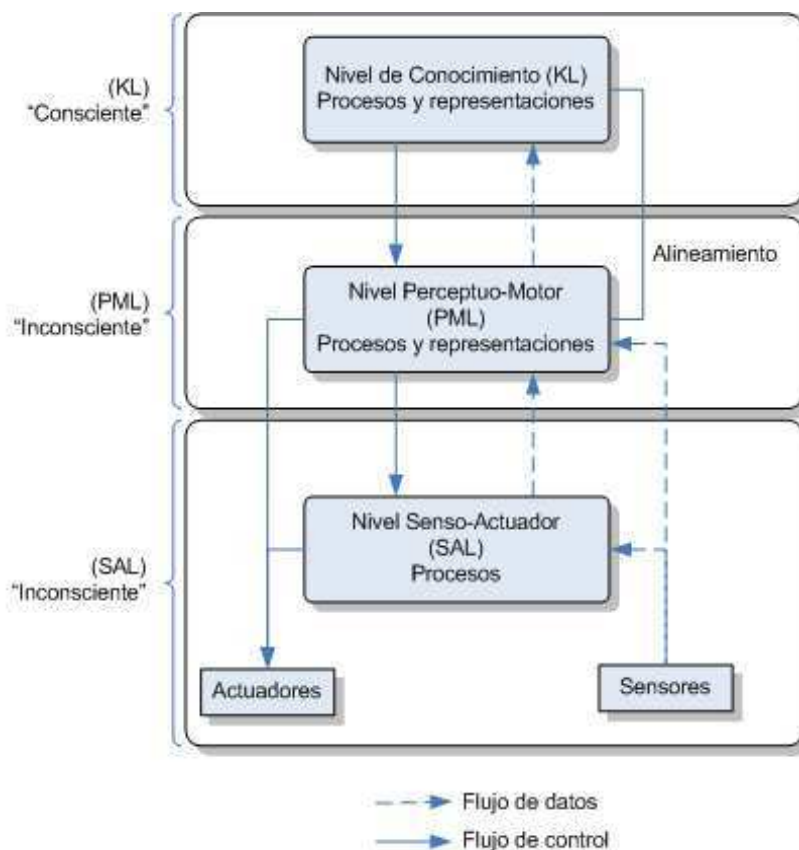 (KL)
“Consciente”
Nivel de Conocimiento (KL)
Procesos y representaciones
Alineamiento
(PML)
“Inconsciente”
Nivel Perceptuo-Motor
(PML)
Procesos y representaciones
(SAL)
“Inconsciente”
Nivel Senso-Actuador
(SAL)
Procesos
Actuadores
Sensores
Flujo de datos
Flujo de control